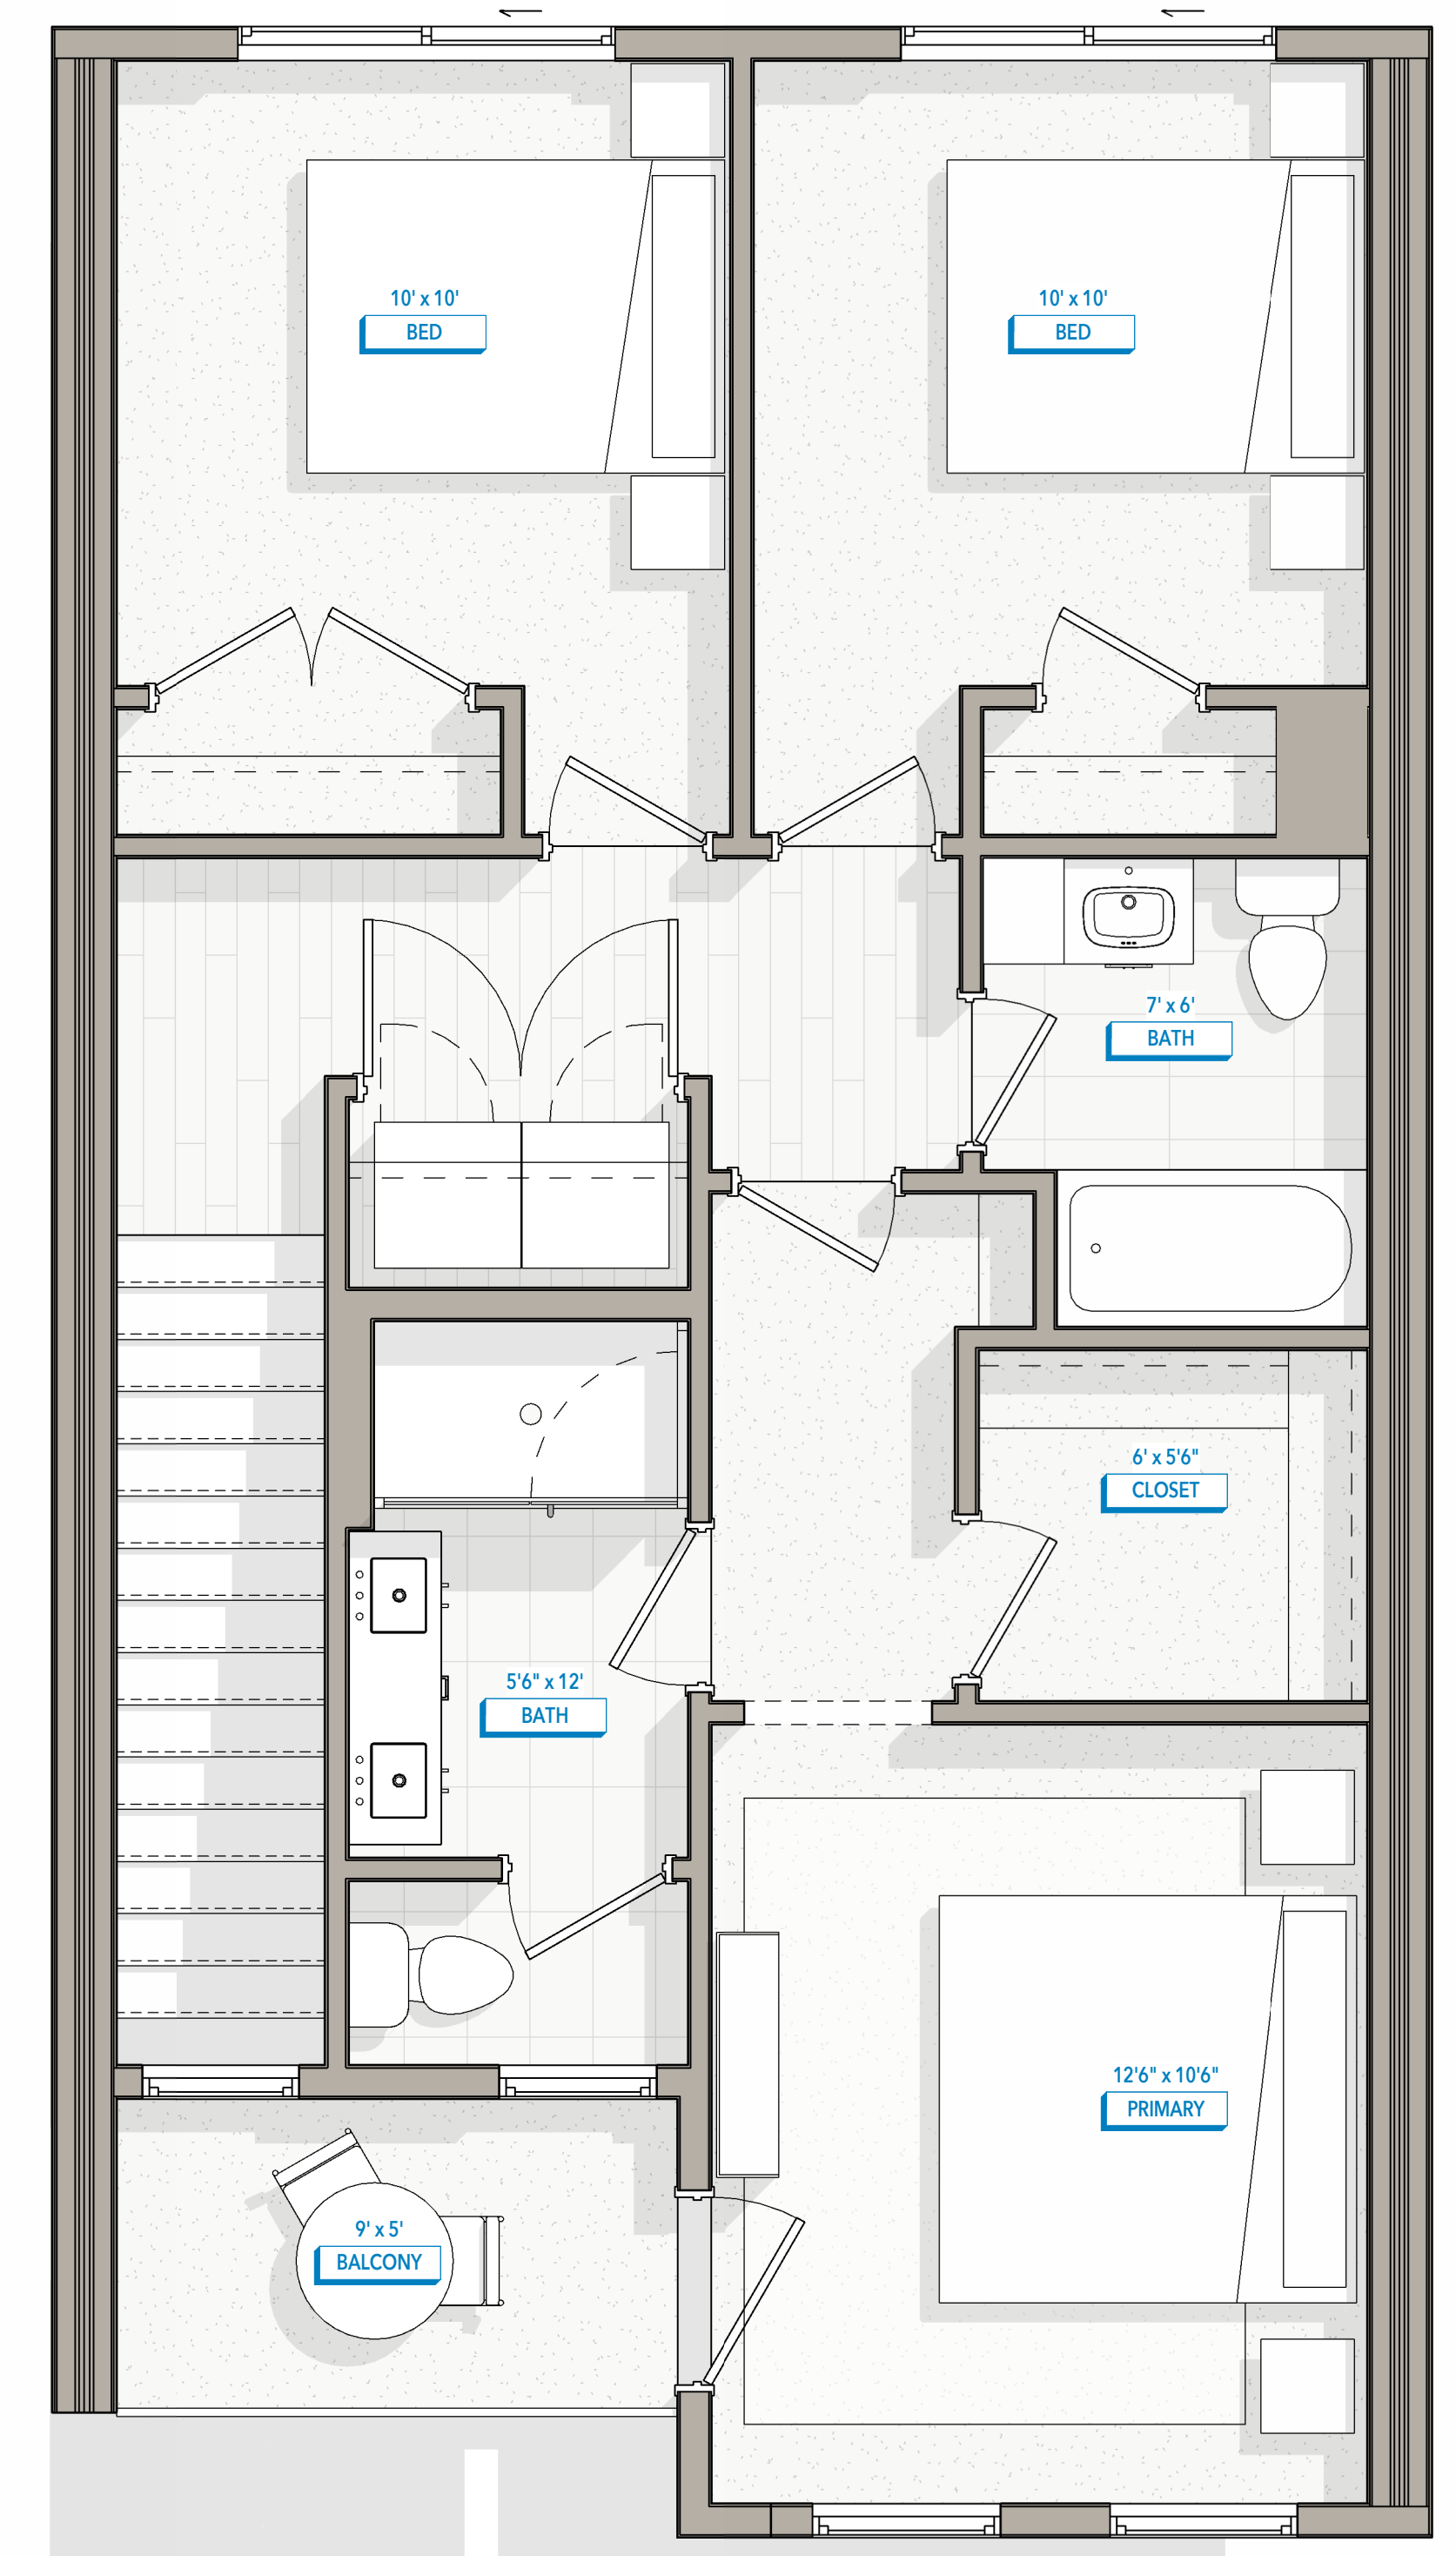 10' x 10'
BED
10' x 10'
BED
7' x 6'
BATH
6' x 5'6"
CLOSET
5'6" x 12'
BATH
12'6" x 10'6"
PRIMARY
9' x 5'
BALCONY